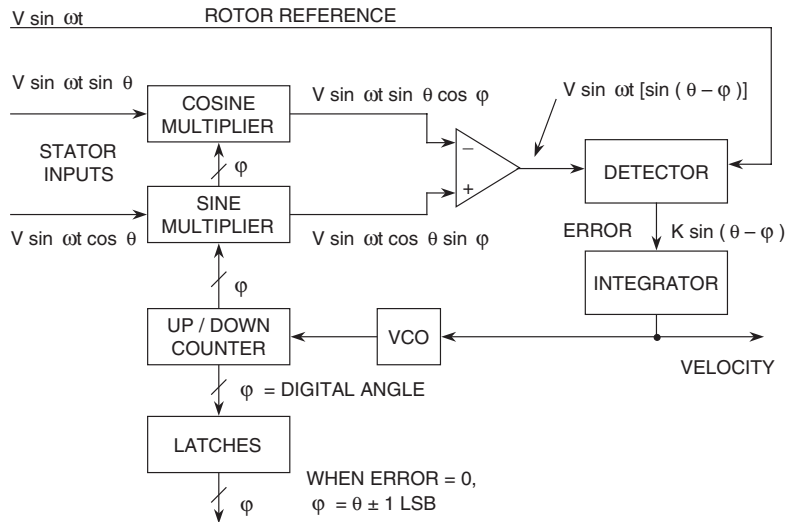 V sin ωt
ROTOR REFERENCE
V sin ωt sin θ
COSINE
MULTIPLIER
V sin ωt sin θ cos φ
V sin ωt [sin ( θ – φ )]
STATOR
INPUTS
φ
–
+
DETECTOR
SINE
MULTIPLIER
V sin ωt cos θ
V sin ωt cos θ sin φ
ERROR
K sin ( θ – φ )
φ
INTEGRATOR
UP / DOWN
COUNTER
VCO
VELOCITY
φ = DIGITAL ANGLE
LATCHES
WHEN ERROR = 0,
φ = θ ± 1 LSB
φ